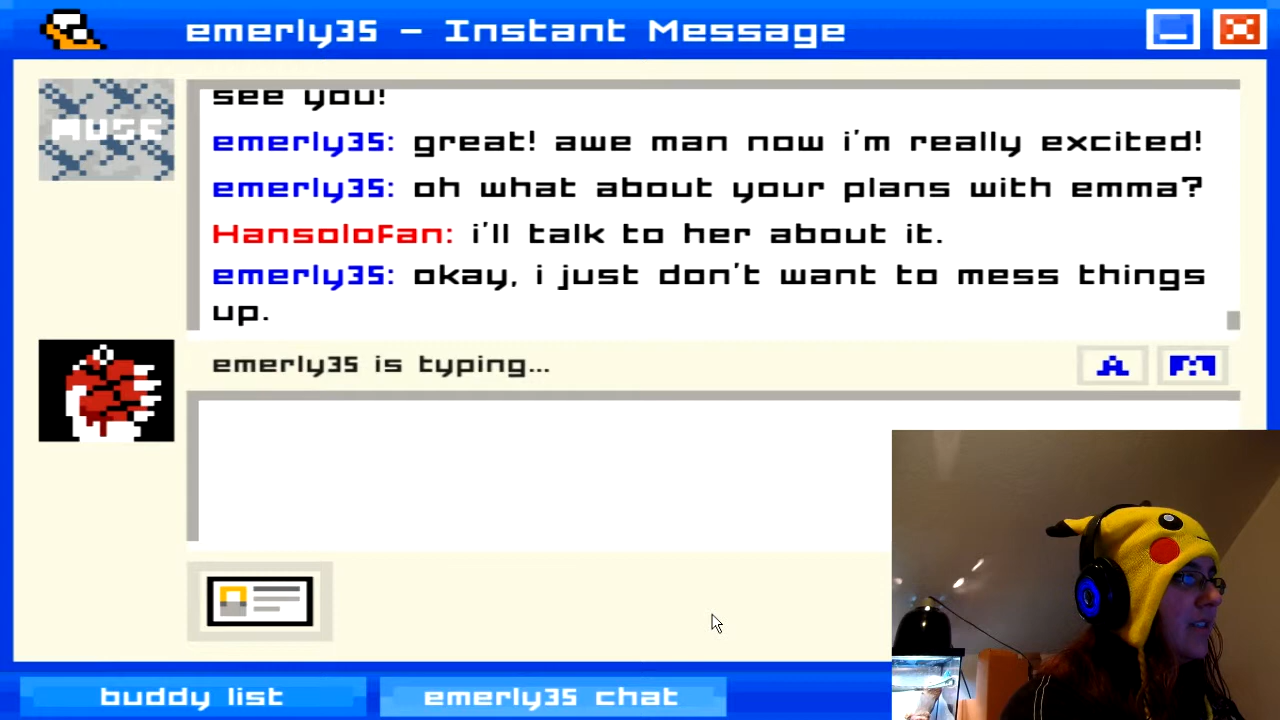 emerly35 - Instant Message
see you!
MUSE
emerly35: great! awe man now i'm really excited!
emerly35: oh what about your plans with emma?
HansoloFan: i'll talk to her about it.
emerly35: okay, i just don't want to mess things
up.
emerly35 is typing...
A
buddy list
emerly35 chat